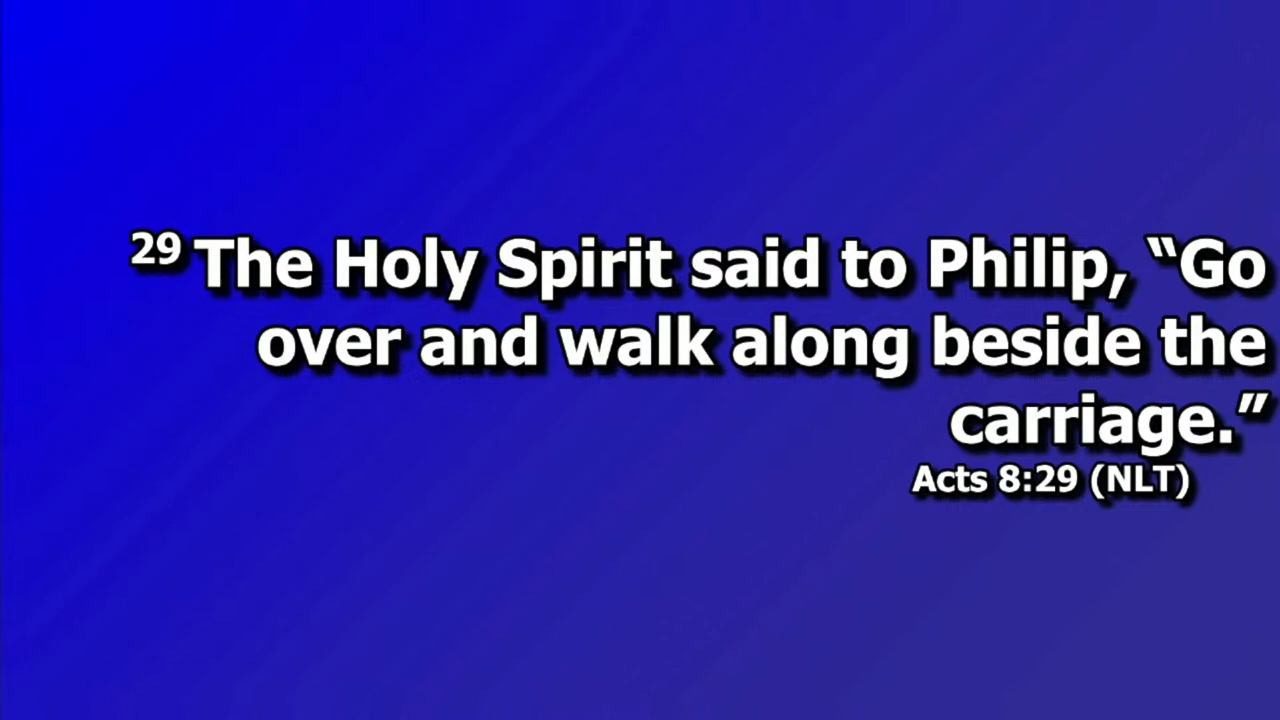 29 The Holy Spirit said to Philip, “Go
over and walk along beside the
carriage.”
Acts 8:29 (NLT)